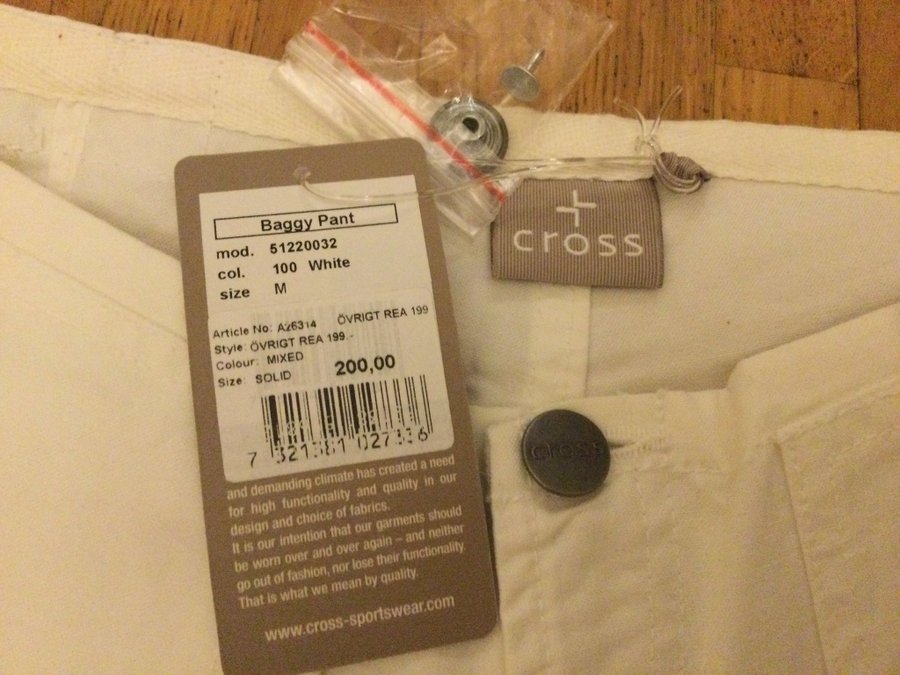 Baggy Pant
mod. 51220032
col. 100 White
size M
Article No: A26314 ÖVRIGT REA 199
Style: ÖVRIGT REA 199.-
Colour: MIXED
Size: SOLID 200,00
7 321381 027336
and demanding climate has created a need
for high functionality and quality in our
design and choice of fabrics.
It is our intention that our garments should
be worn over and over again – and neither
go out of fashion, nor lose their functionality.
That is what we mean by quality.
www.cross-sportswear.com
cross
cross